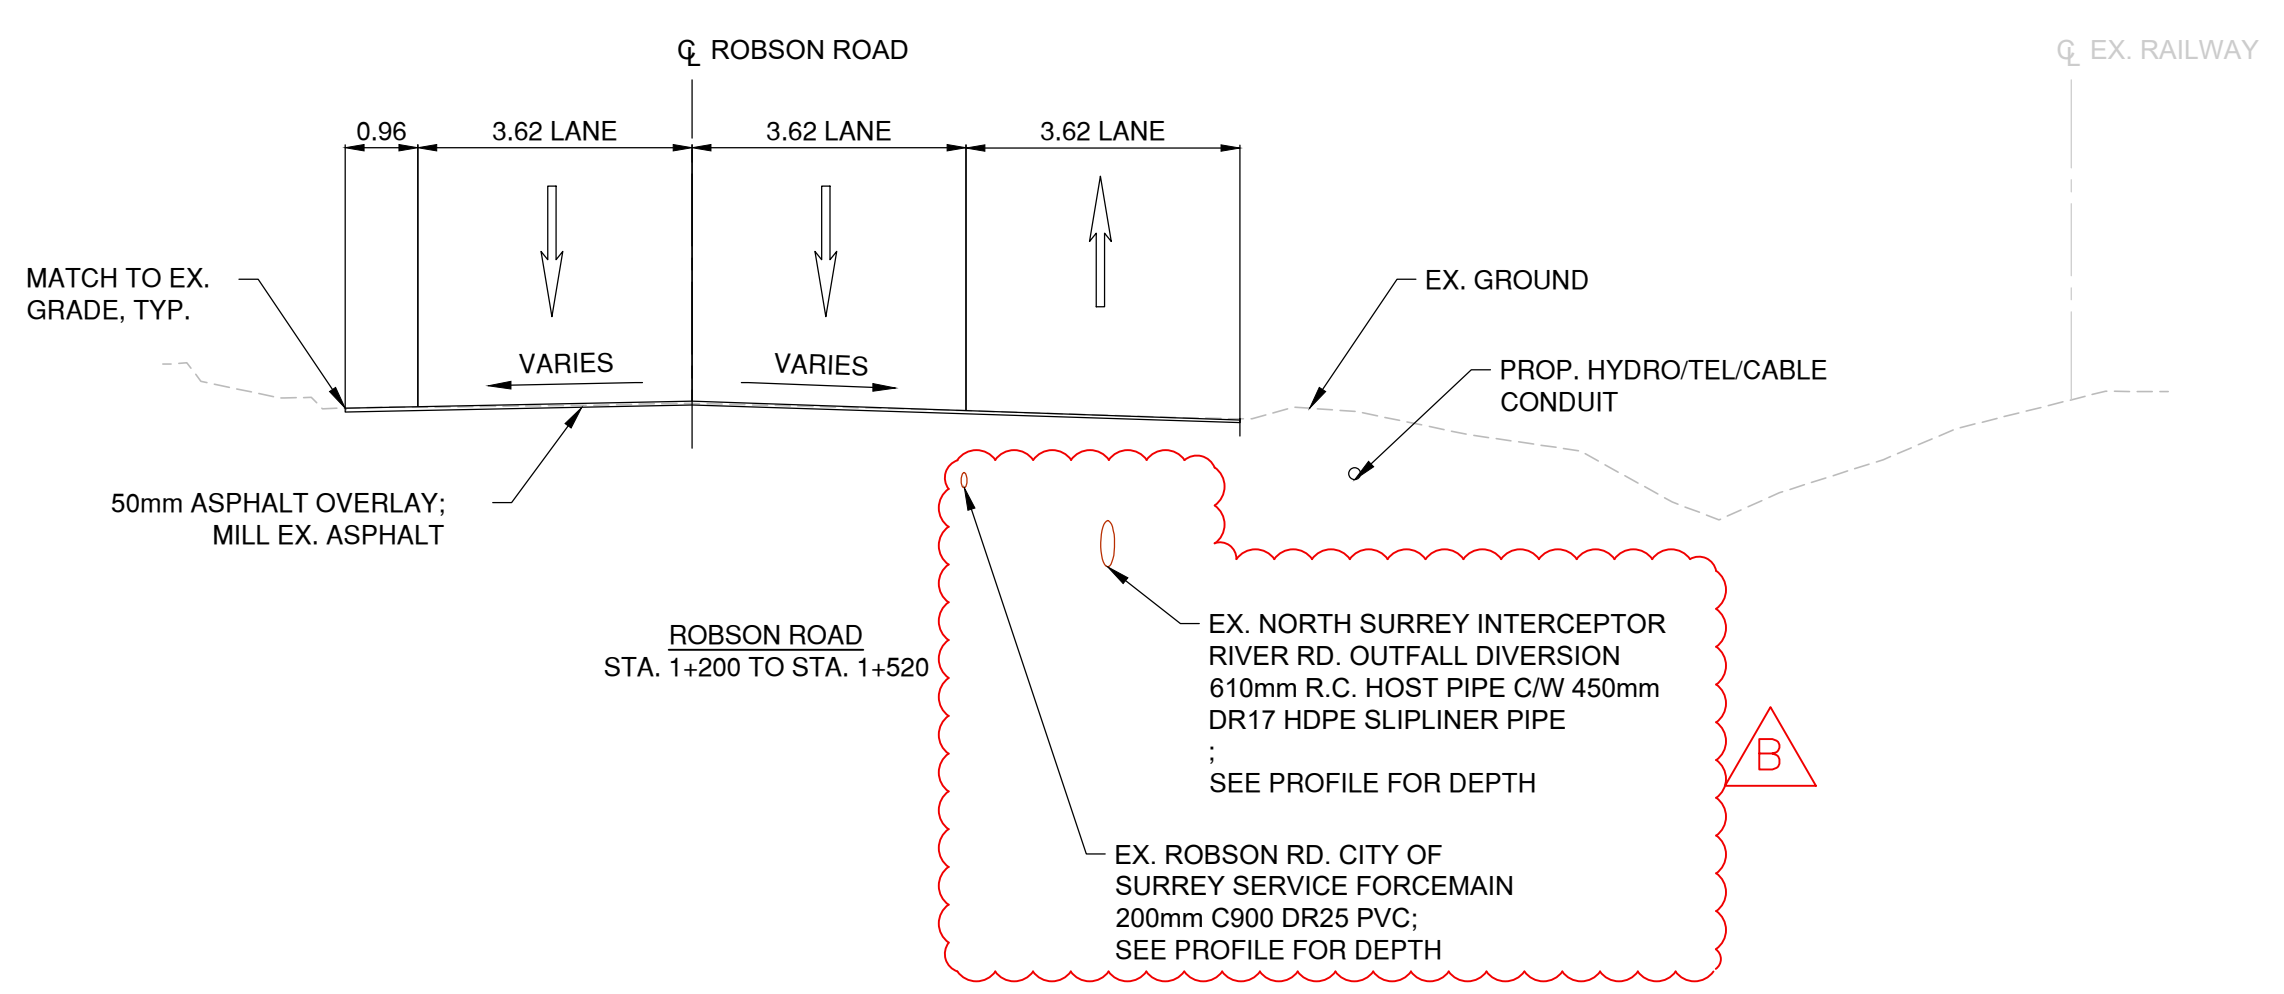 ℄ ROBSON ROAD
℄ EX. RAILWAY
0.96
3.62 LANE
3.62 LANE
3.62 LANE
MATCH TO EX.
GRADE, TYP.
EX. GROUND
VARIES
VARIES
PROP. HYDRO/TEL/CABLE
CONDUIT
50mm ASPHALT OVERLAY;
MILL EX. ASPHALT
ROBSON ROAD
STA. 1+200 TO STA. 1+520
EX. NORTH SURREY INTERCEPTOR
RIVER RD. OUTFALL DIVERSION
610mm R.C. HOST PIPE C/W 450mm
DR17 HDPE SLIPLINER PIPE
;
SEE PROFILE FOR DEPTH
B
EX. ROBSON RD. CITY OF
SURREY SERVICE FORCEMAIN
200mm C900 DR25 PVC;
SEE PROFILE FOR DEPTH